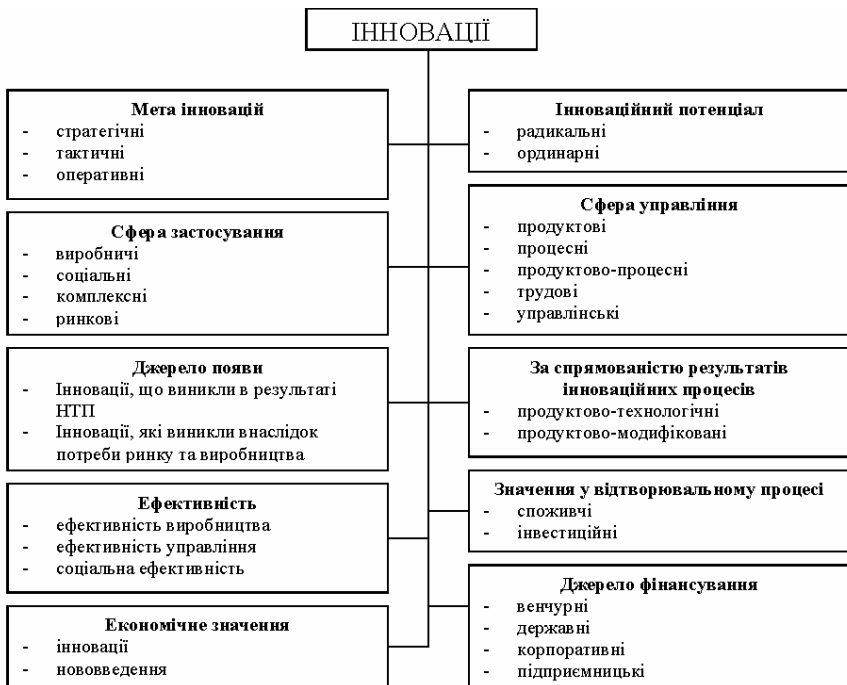 ІННОВАЦІЇ
Мета інновацій
- стратегічні
- тактичні
- оперативні
Сфера застосування
- виробничі
- соціальні
- комплексні
- ринкові
Джерело появи
- Інновації, що виникли в результаті
НТП
- Інновації, які виникли внаслідок
потреби ринку та виробництва
Ефективність
- ефективність виробництва
- ефективність управління
- соціальна ефективність
Економічне значення
- інновації
- нововведення
Інноваційний потенціал
- радикальні
- ординарні
Сфера управління
- продуктові
- процесні
- продуктово-процесні
- трудові
- управлінські
За спрямованістю результатів
інноваційних процесів
- продуктово-технологічні
- продуктово-модифіковані
Значення у відтворювальному процесі
- споживчі
- інвестиційні
Джерело фінансування
- венчурні
- державні
- корпоративні
- підприємницькі